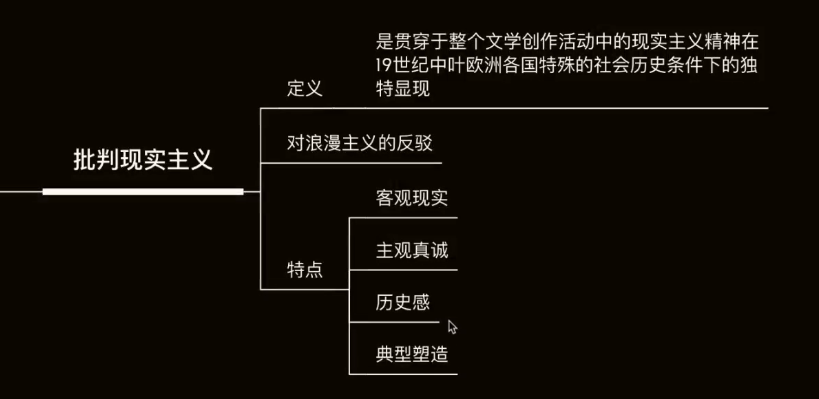 批判现实主义
定义
是贯穿于整个文学创作活动中的现实主义精神在
19世纪中叶欧洲各国特殊的社会历史条件下的独
特显现
对浪漫主义的反驳
特点
客观现实
主观真诚
历史感
典型塑造